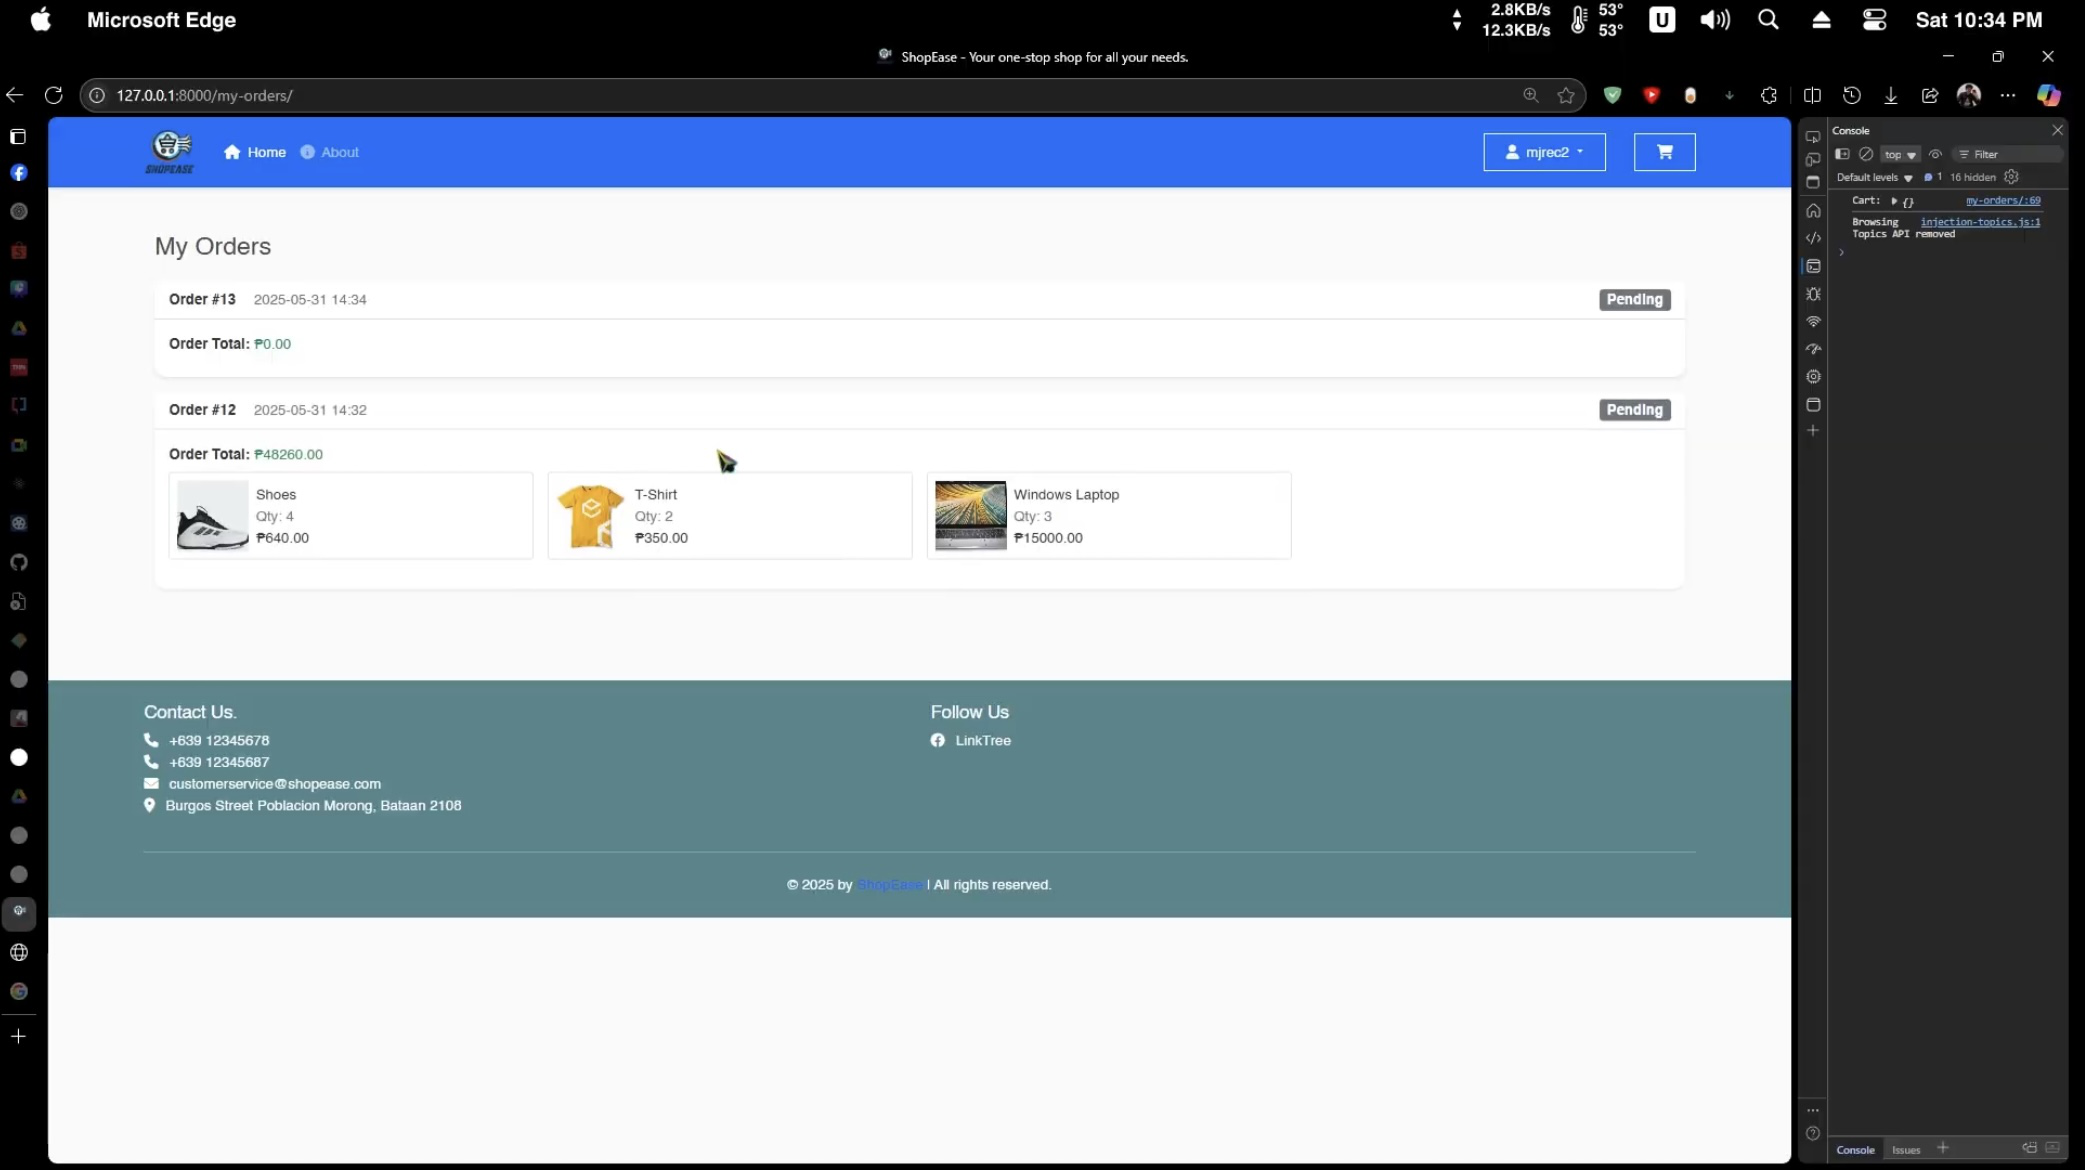 Microsoft Edge
2.8KB/s
12.3KB/s
53°
53°
U
Sat 10:34 PM
ShopEase - Your one-stop shop for all your needs.
127.0.0.1:8000/my-orders/
SHOPEASE
Home
About
mjrec2
My Orders
Order #13 2025-05-31 14:34 Pending
Order Total: ₱0.00
Order #12 2025-05-31 14:32 Pending
Order Total: ₱48260.00
Shoes
Qty: 4
₱640.00
T-Shirt
Qty: 2
₱350.00
Windows Laptop
Qty: 3
₱15000.00
Contact Us.
+639 12345678
+639 12345687
customerservice@shopease.com
Burgos Street Poblacion Morong, Bataan 2108
Follow Us
LinkTree
© 2025 by ShopEase | All rights reserved.
Console
top
Filter
Default levels 1 16 hidden
Cart: {} my-orders/:69
Browsing injection-topics.js:1
Topics API removed
Console Issues